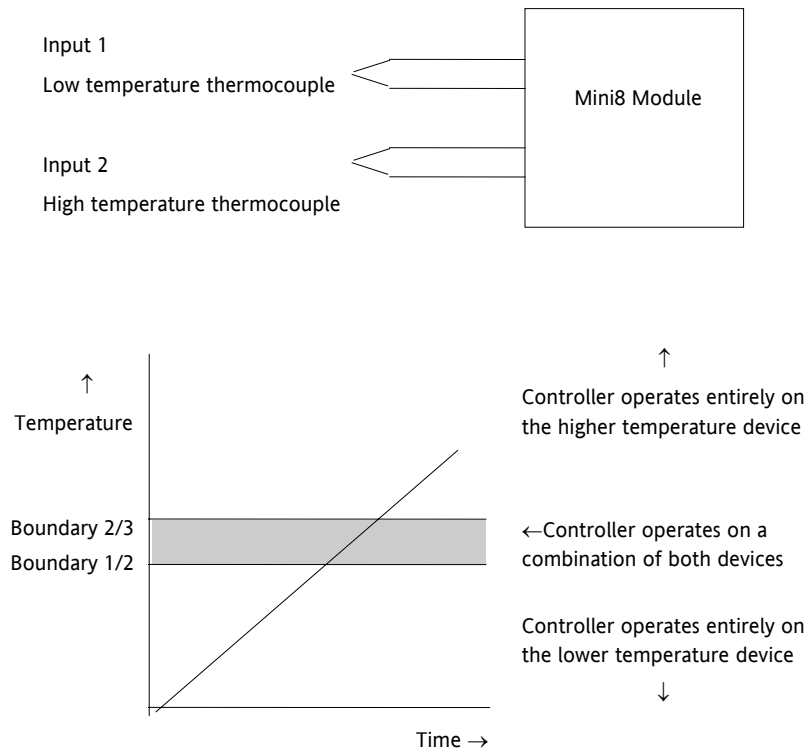 Input 1
Low temperature thermocouple
Mini8 Module
Input 2
High temperature thermocouple
↑
Temperature
Boundary 2/3
Boundary 1/2
↑
Controller operates entirely on
the higher temperature device
←Controller operates on a
combination of both devices
Controller operates entirely on
the lower temperature device
↓
Time →